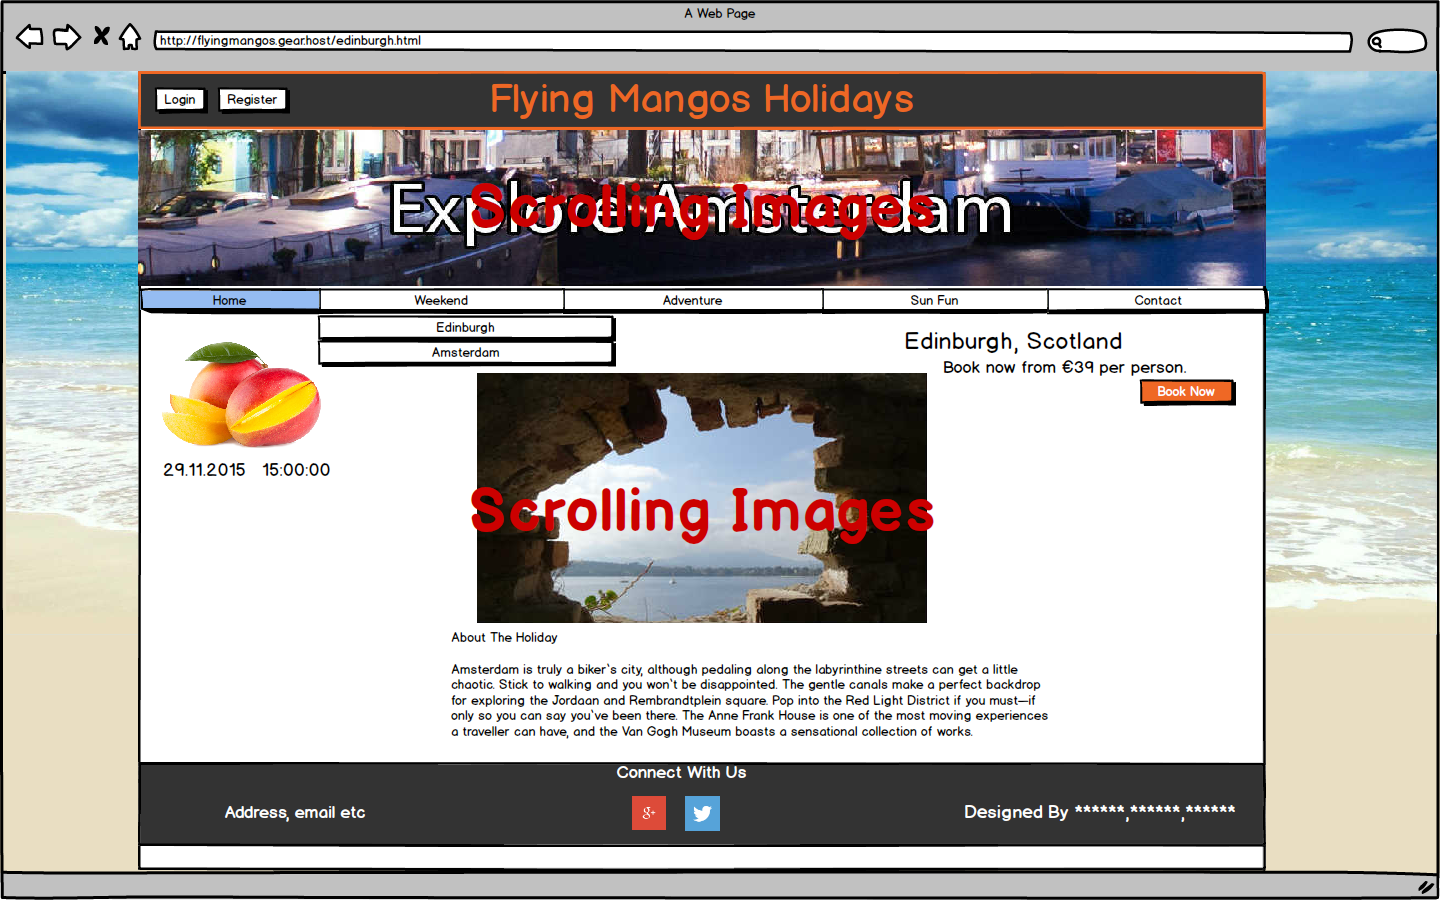 A Web Page
http://flyingmangos.gear.host/edinburgh.html
Login
Register
Flying Mangos Holidays
Explore Amsterdam
Scrolling Images
Home
Weekend
Adventure
Sun Fun
Contact
Edinburgh
Amsterdam
Edinburgh, Scotland
Book now from €39 per person.
Book Now
29.11.2015 15:00:00
Scrolling Images
About The Holiday
Amsterdam is truly a biker`s city, although pedaling along the labyrinthine streets can get a little
chaotic. Stick to walking and you won`t be disappointed. The gentle canals make a perfect backdrop
for exploring the Jordaan and Rembrandtplein square. Pop into the Red Light District if you must—if
only so you can say you`ve been there. The Anne Frank House is one of the most moving experiences
a traveller can have, and the Van Gogh Museum boasts a sensational collection of works.
Connect With Us
Address, email etc
g+
Designed By ******,******,******